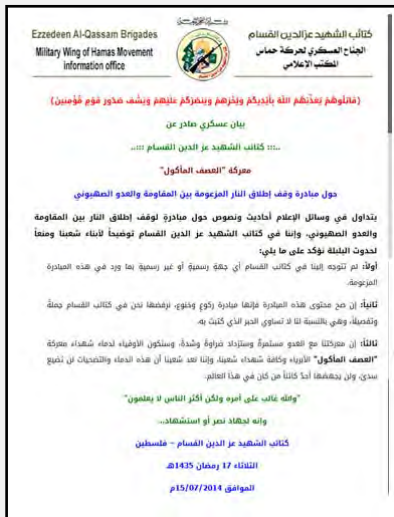 Ezzedeen Al-Qassam Brigades
Military Wing of Hamas Movement
information office
كتائب الشهيد عزالدين القسام
الجناح العسكري لحركة حماس
المكتب الإعلامي
(قَاتِلُوهُمْ يُعَذِّبْهُمُ اللَّهُ بِأَيْدِيكُمْ وَيُخْزِهِمْ وَيَنْصُرْكُمْ عَلَيْهِمْ وَيَشْفِ صُدُورَ قَوْمٍ مُؤْمِنِينَ)
بيان عسكري صادر عن
..::: كتائب الشهيد عز الدين القسام :::..
معركة "العصف المأكول"
حول مبادرة وقف إطلاق النار المزعومة بين المقاومة والعدو الصهيوني
يتداول في وسائل الإعلام أحاديث ونصوص حول مبادرةٍ لوقف إطلاق النار بين المقاومة
والعدو الصهيوني، وإننا في كتائب الشهيد عز الدين القسام توضيحاً لأبناء شعبنا ومنعاً
لحدوث البلبلة نؤكد على ما يلي:
أولاً: لم تتوجه إلينا في كتائب القسام أي جهةٍ رسميةٍ أو غير رسميةٍ بما ورد في هذه المبادرة
المزعومة.
ثانياً: إن صح محتوى هذه المبادرة فإنها مبادرة ركوعٍ وخنوعٍ، نرفضها نحن في كتائب القسام جملةً
وتفصيلاً، وهي بالنسبة لنا لا تساوي الحبر الذي كتبت به.
ثالثاً: إن معركتنا مع العدو مستمرةٌ وستزداد ضراوةً وشدةً، وسنكون الأوفياء لدماء شهداء معركة
"العصف المأكول" الأبرياء وكافة شهداء شعبنا، وإننا نعد شعبنا أن هذه الدماء والتضحيات لن تضيع
سدىً، ولن يجهضها أحدٌ كائناً من كان في هذا العالم.
"والله غالب على أمره ولكن أكثر الناس لا يعلمون"
وإنه لجهاد نصر أو استشهاد...
كتائب الشهيد عز الدين القسام – فلسطين
الثلاثاء 17 رمضان 1435هـ
الموافق 15/07/2014م